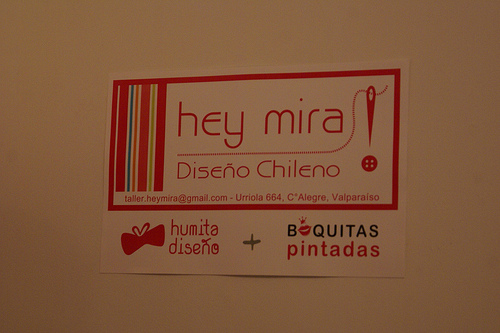 hey mira
Diseño Chileno
taller.heymira@gmail.com - Urriola 664, C°Alegre, Valparaíso
humita
diseño
+
BOQUITAS
pintadas